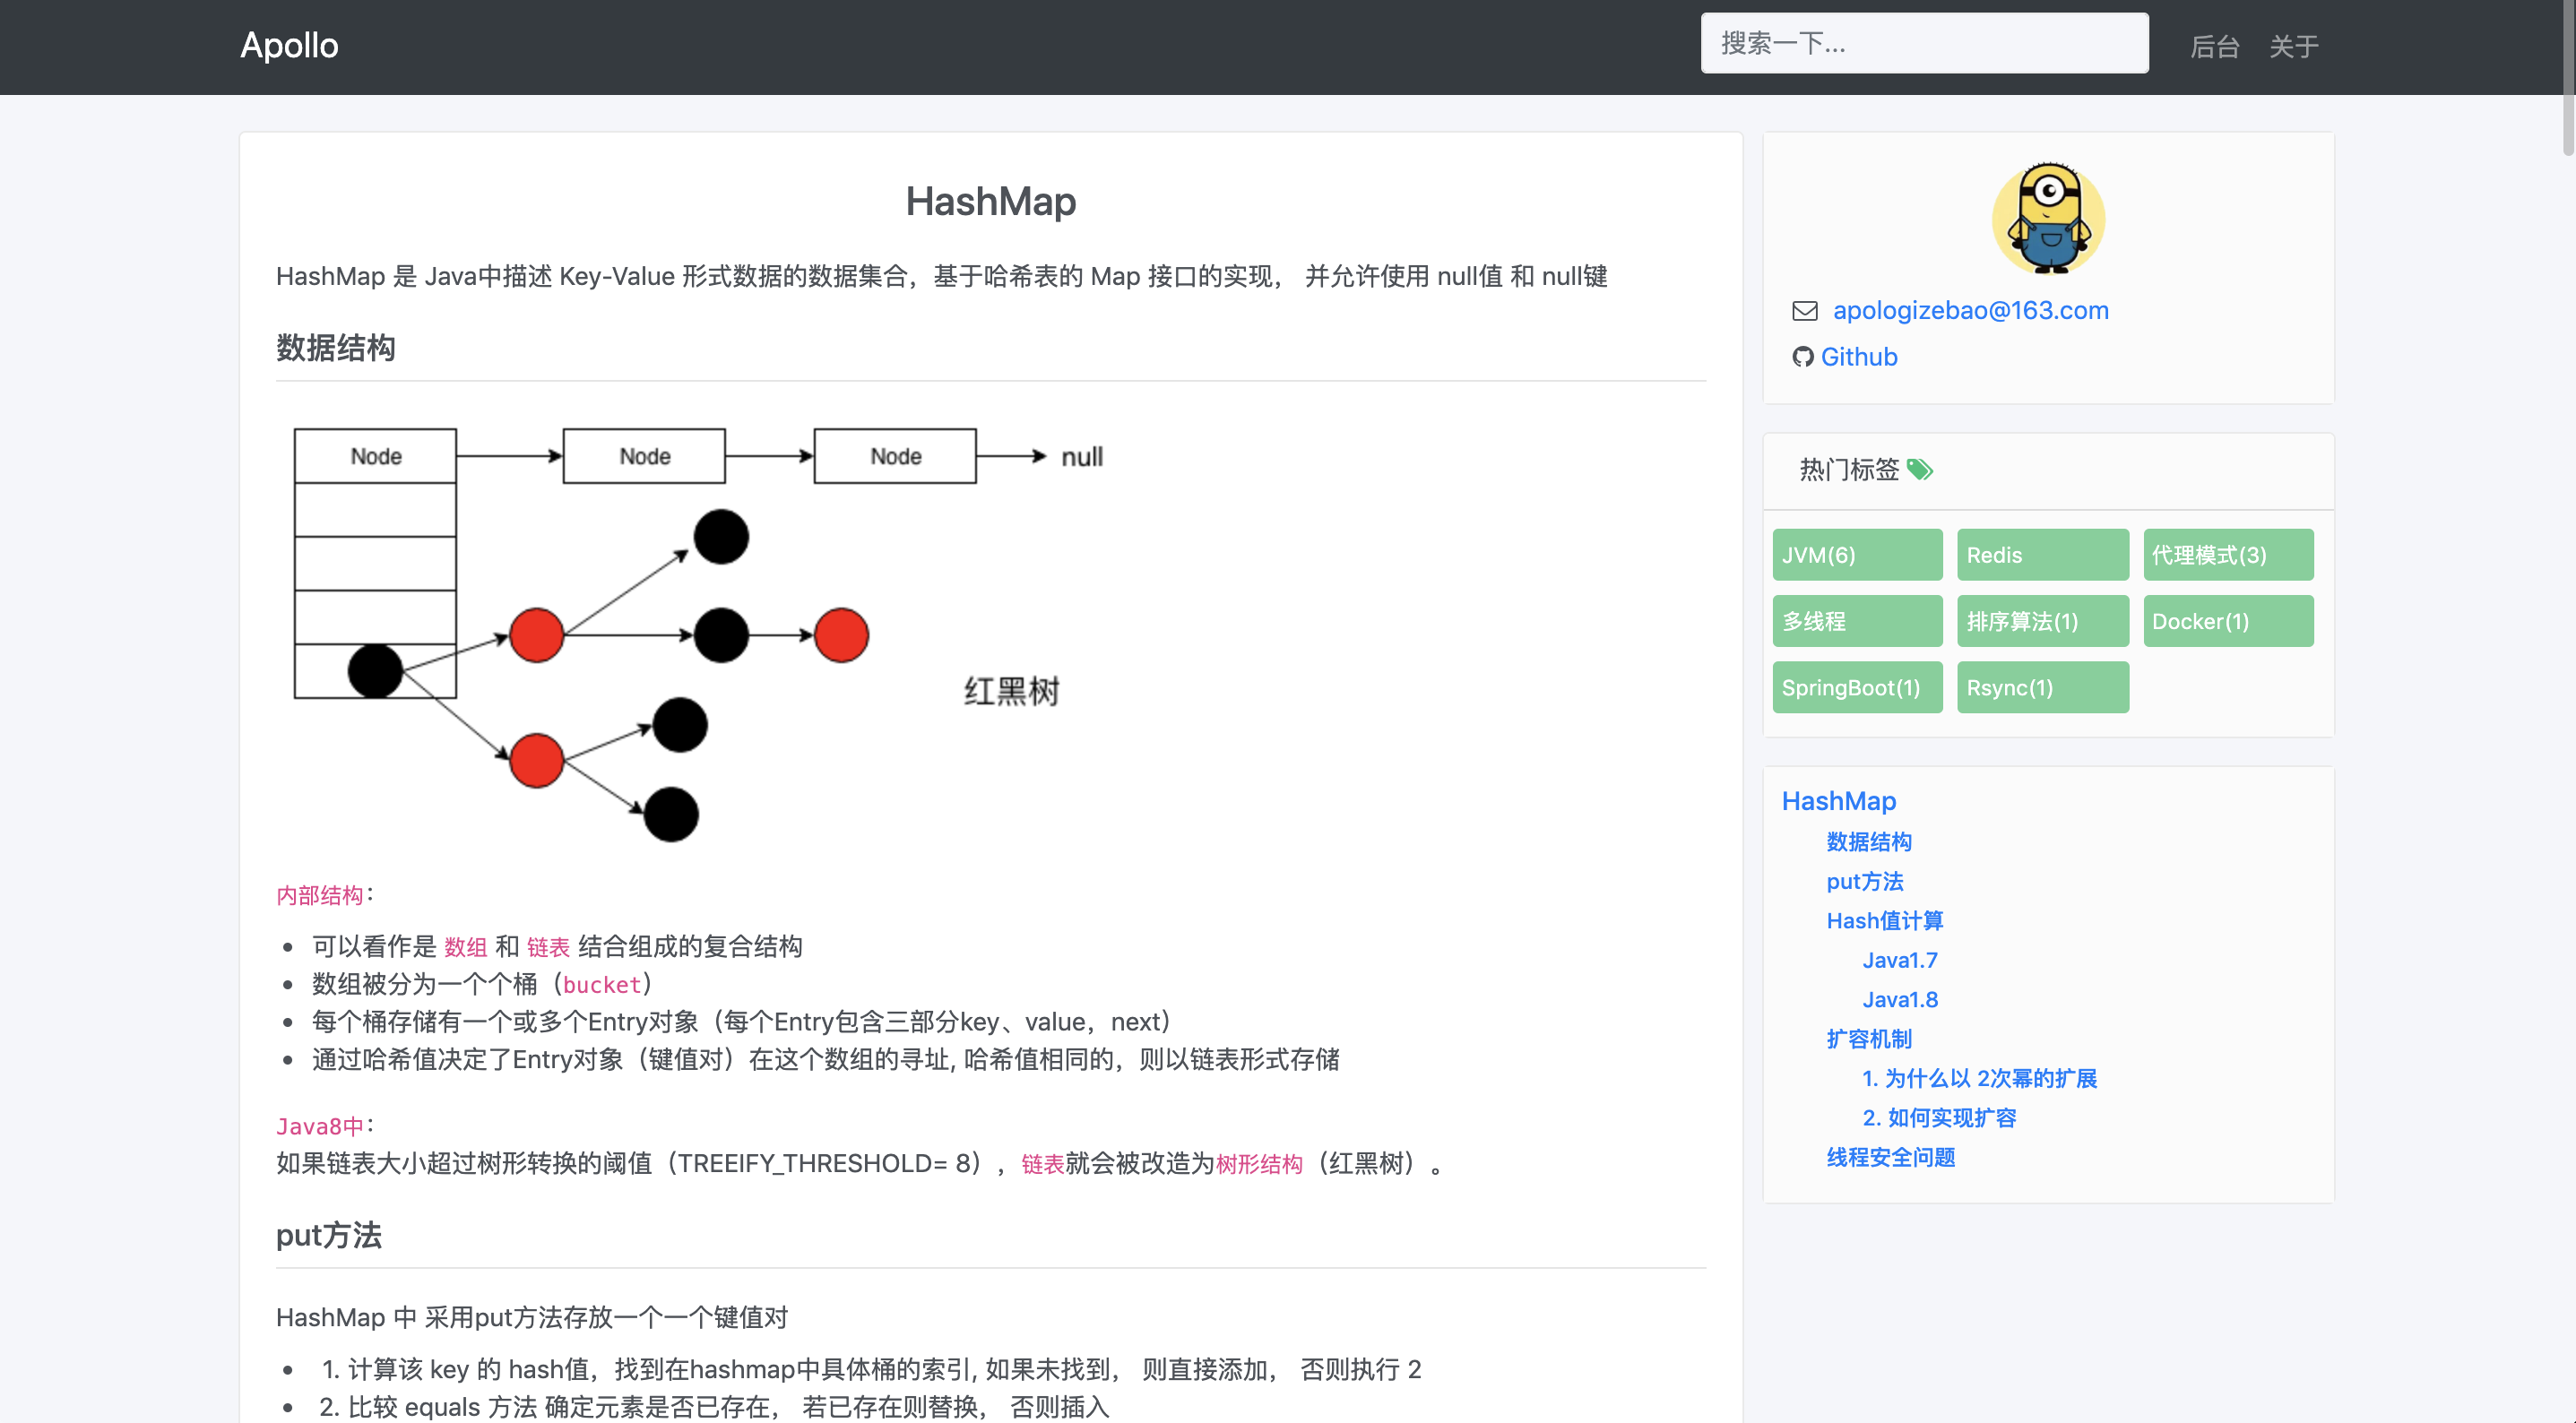 Apollo
搜索一下...
后台 关于
HashMap
HashMap 是 Java中描述 Key-Value 形式数据的数据集合，基于哈希表的 Map 接口的实现， 并允许使用 null值 和 null键
数据结构
Node Node Node null
红黑树
内部结构：
可以看作是 数组 和 链表 结合组成的复合结构
数组被分为一个个桶（bucket）
每个桶存储有一个或多个Entry对象（每个Entry包含三部分key、value，next）
通过哈希值决定了Entry对象（键值对）在这个数组的寻址, 哈希值相同的，则以链表形式存储
Java8中：
如果链表大小超过树形转换的阈值（TREEIFY_THRESHOLD= 8），链表就会被改造为树形结构（红黑树）。
put方法
HashMap 中 采用put方法存放一个一个键值对
1. 计算该 key 的 hash值，找到在hashmap中具体桶的索引, 如果未找到， 则直接添加， 否则执行 2
2. 比较 equals 方法 确定元素是否已存在， 若已存在则替换， 否则插入
apologizebao@163.com
Github
热门标签
JVM(6) Redis 代理模式(3)
多线程 排序算法(1) Docker(1)
SpringBoot(1) Rsync(1)
HashMap
数据结构
put方法
Hash值计算
Java1.7
Java1.8
扩容机制
1. 为什么以 2次幂的扩展
2. 如何实现扩容
线程安全问题